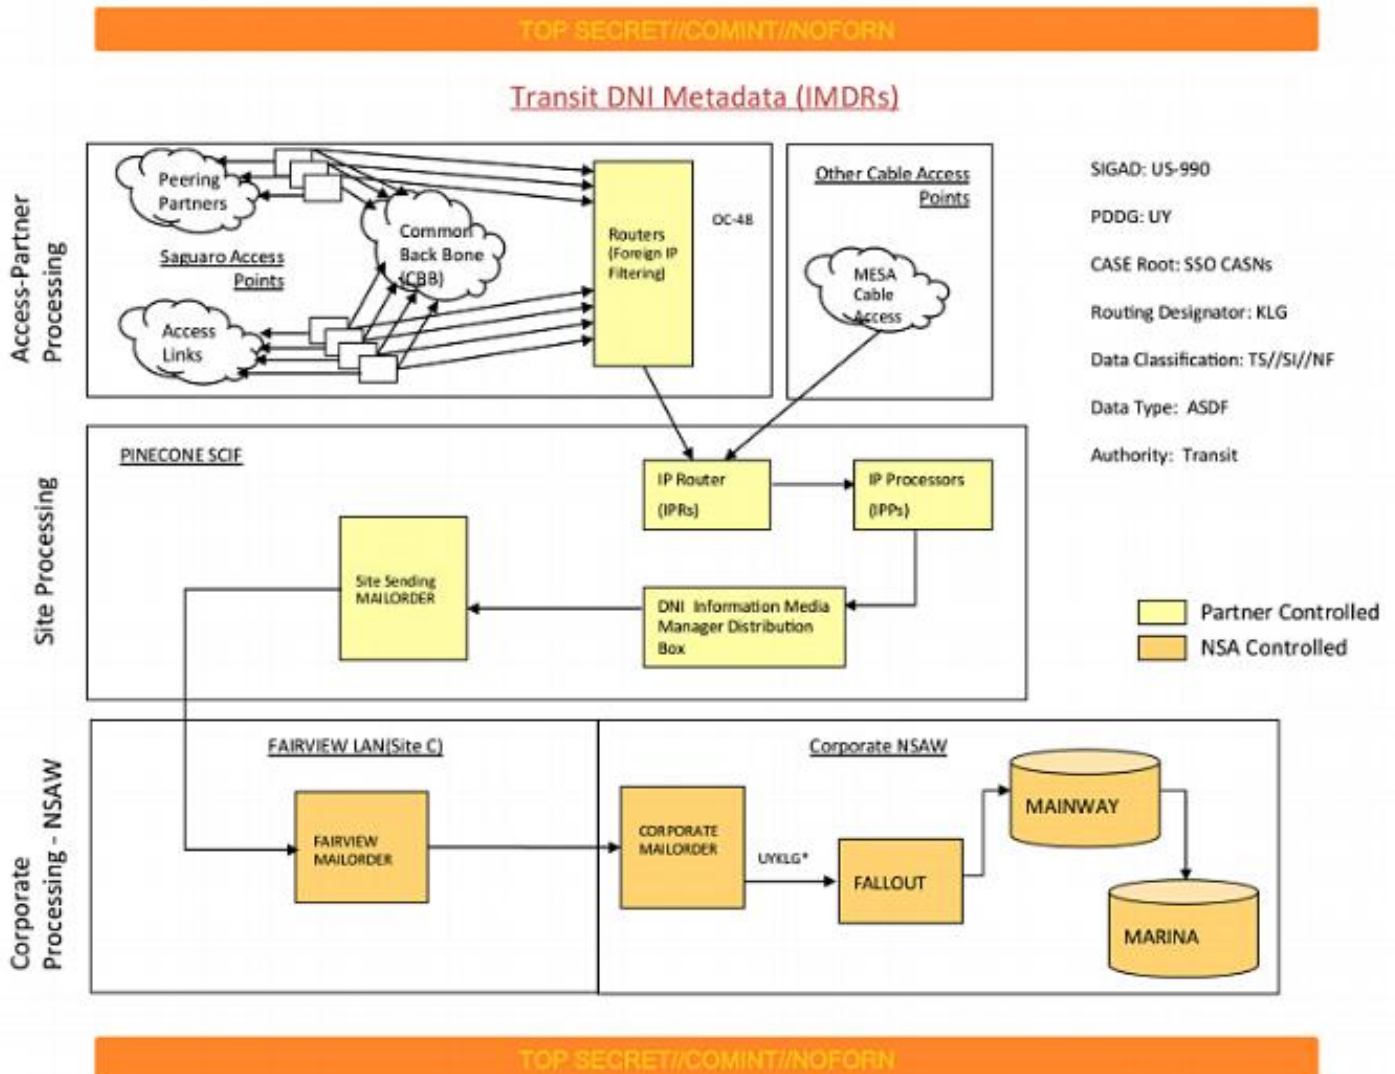 TOP SECRET//COMINT//NOFORN
Transit DNI Metadata (IMDRs)
Access-Partner
Processing
Peering
Partners
Saguaro Access
Points
Access
Links
Common
Back Bone
(CBB)
Routers
(Foreign IP
Filtering)
OC-48
Other Cable Access
Points
MESA
Cable
Access
SIGAD: US-990
PDDG: UY
CASE Root: SSO CASNs
Routing Designator: KLG
Data Classification: TS//SI//NF
Data Type: ASDF
Authority: Transit
Site Processing
PINECONE SCIF
IP Router
(IPRs)
IP Processors
(IPPs)
Site Sending
MAILORDER
DNI Information Media
Manager Distribution
Box
Partner Controlled
NSA Controlled
Corporate
Processing - NSAW
FAIRVIEW LAN(Site C)
FAIRVIEW
MAILORDER
Corporate NSAW
CORPORATE
MAILORDER
UYKLG*
FALLOUT
MAINWAY
MARINA
TOP SECRET//COMINT//NOFORN